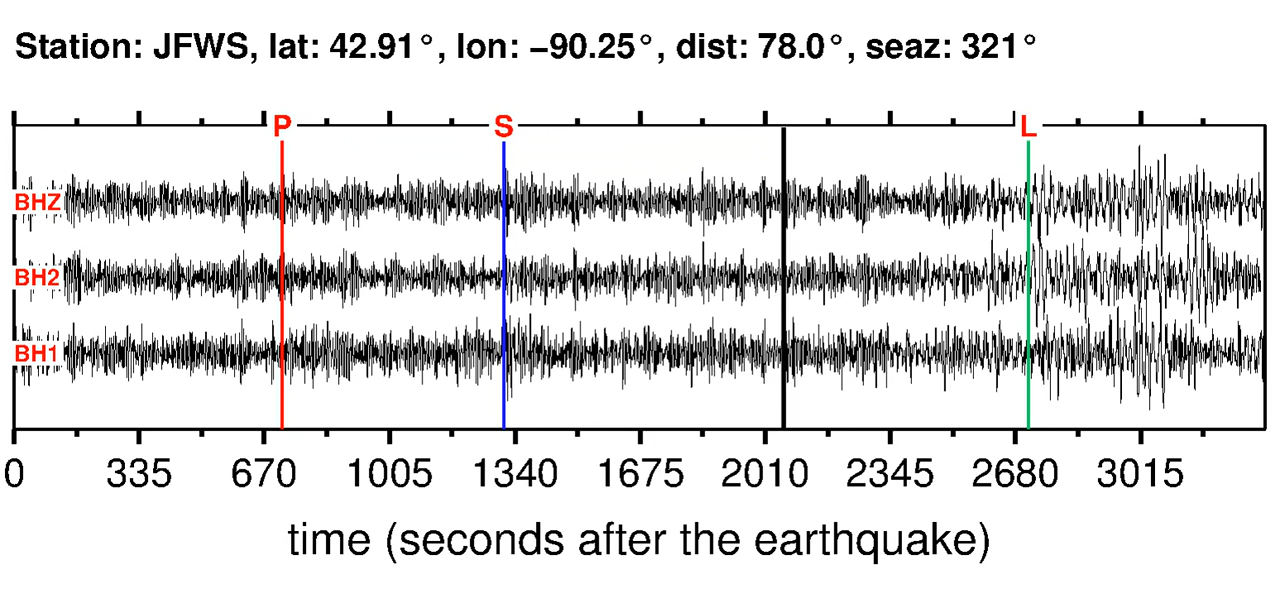 Station: JFWS, lat: 42.91°, lon: −90.25°, dist: 78.0°, seaz: 321°
P S L
BHZ
BH2
BH1
0 335 670 1005 1340 1675 2010 2345 2680 3015
time (seconds after the earthquake)